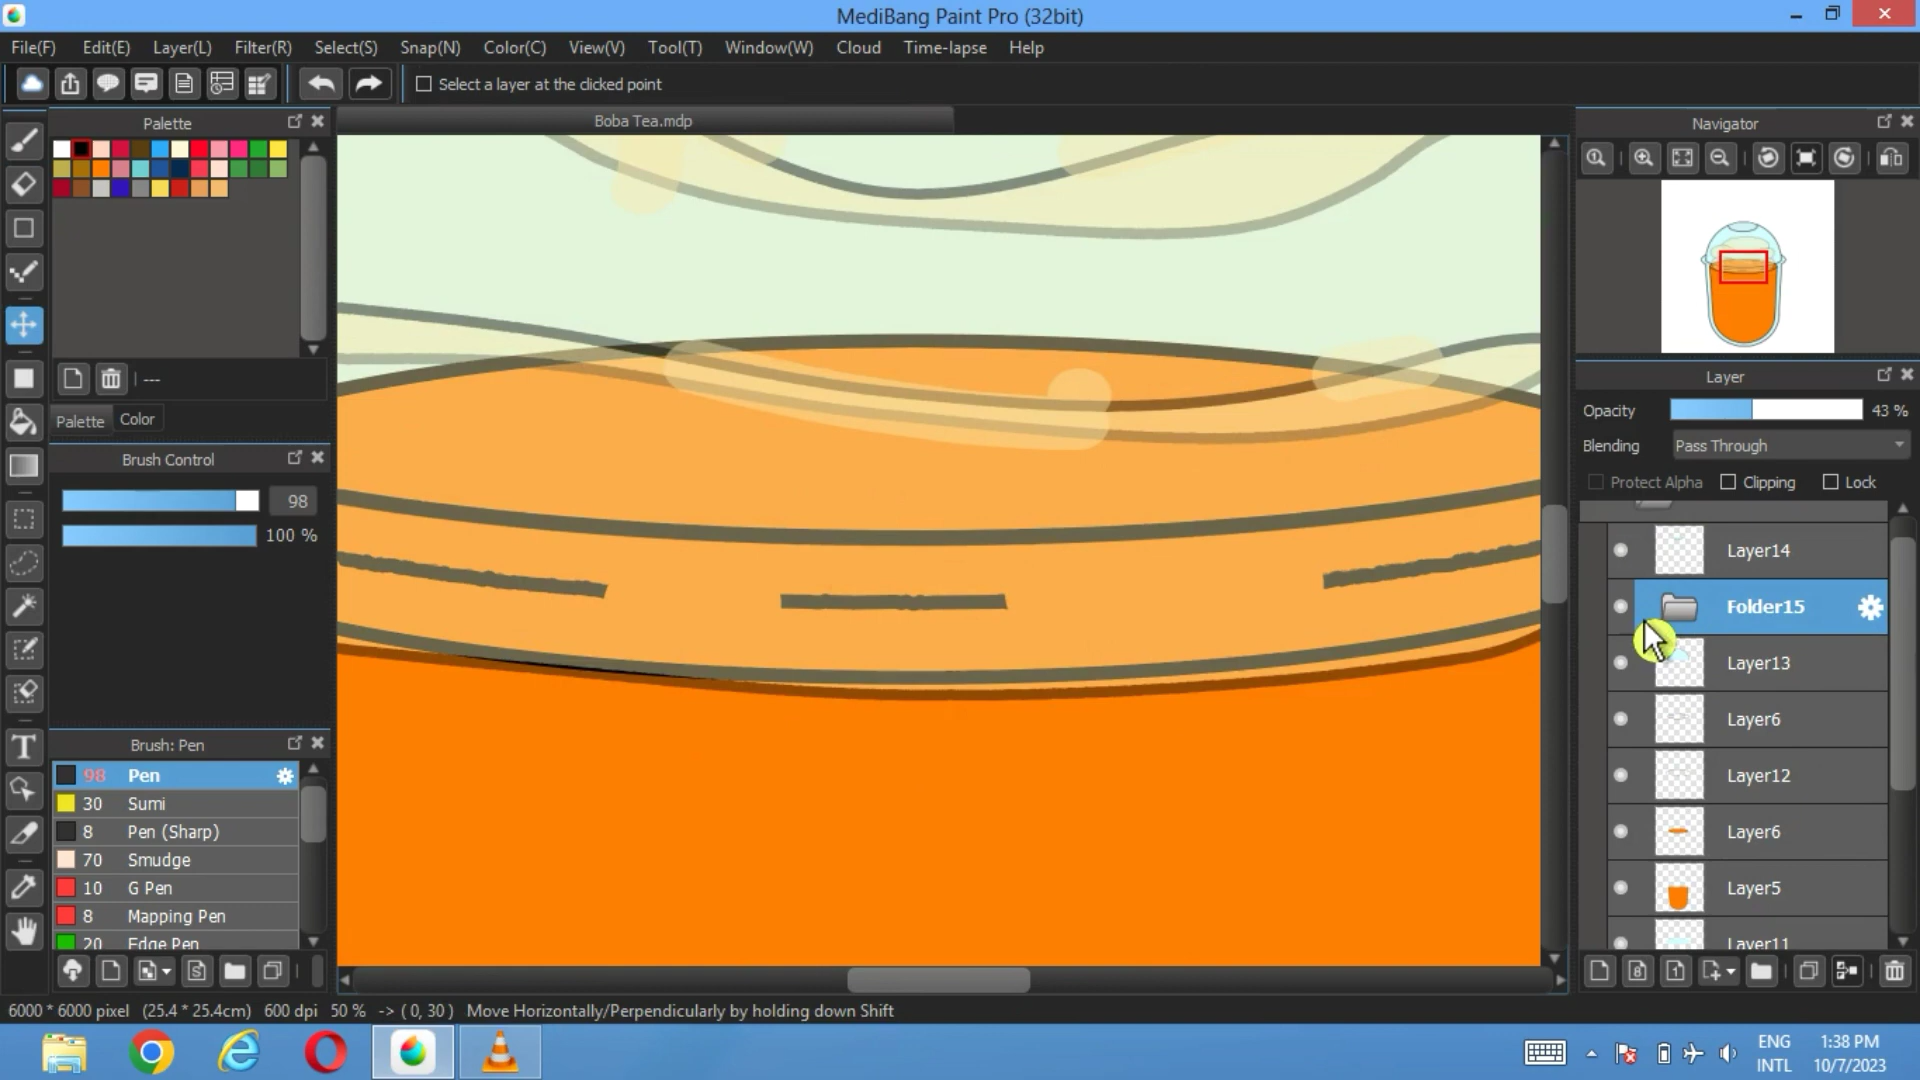 MediBang Paint Pro (32bit)
File(F) Edit(E) Layer(L) Filter(R) Select(S) Snap(N) Color(C) View(V) Tool(T) Window(W) Cloud Time-lapse Help
Select a layer at the clicked point
Palette
Boba Tea.mdp
Navigator
---
Palette Color
Brush Control
98
100 %
Brush: Pen
98 Pen
30 Sumi
8 Pen (Sharp)
70 Smudge
10 G Pen
8 Mapping Pen
20 Edge Pen
Layer
Opacity 43 %
Blending Pass Through
Protect Alpha Clipping Lock
Layer14
Folder15
Layer13
Layer6
Layer12
Layer6
Layer5
Layer11
6000 * 6000 pixel (25.4 * 25.4cm) 600 dpi 50 % -> ( 0, 30 ) Move Horizontally/Perpendicularly by holding down Shift
ENG
INTL
1:38 PM
10/7/2023